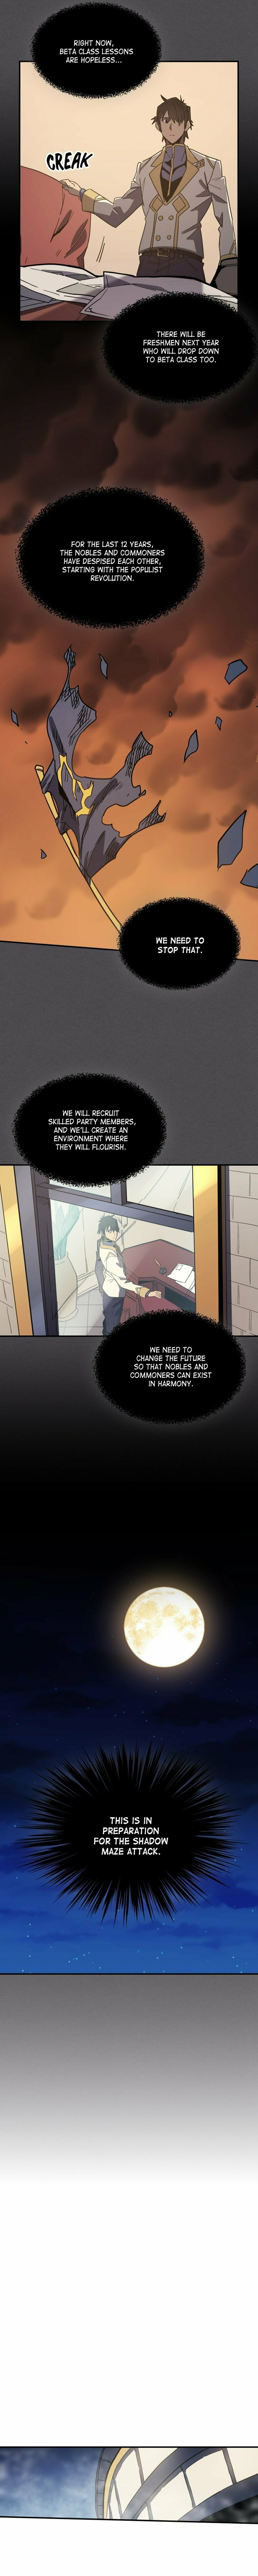 RIGHT NOW,
BETA CLASS LESSONS
ARE HOPELESS...
CREAK
THERE WILL BE
FRESHMEN NEXT YEAR
WHO WILL DROP DOWN
TO BETA CLASS TOO.
FOR THE LAST 12 YEARS,
THE NOBLES AND COMMONERS
HAVE DESPISED EACH OTHER,
STARTING WITH THE POPULIST
REVOLUTION.
WE NEED TO
STOP THAT.
WE WILL RECRUIT
SKILLED PARTY MEMBERS,
AND WE'LL CREATE AN
ENVIRONMENT WHERE
THEY WILL FLOURISH.
WE NEED TO
CHANGE THE FUTURE
SO THAT NOBLES AND
COMMONERS CAN EXIST
IN HARMONY.
THIS IS IN
PREPARATION
FOR THE SHADOW
MAZE ATTACK.